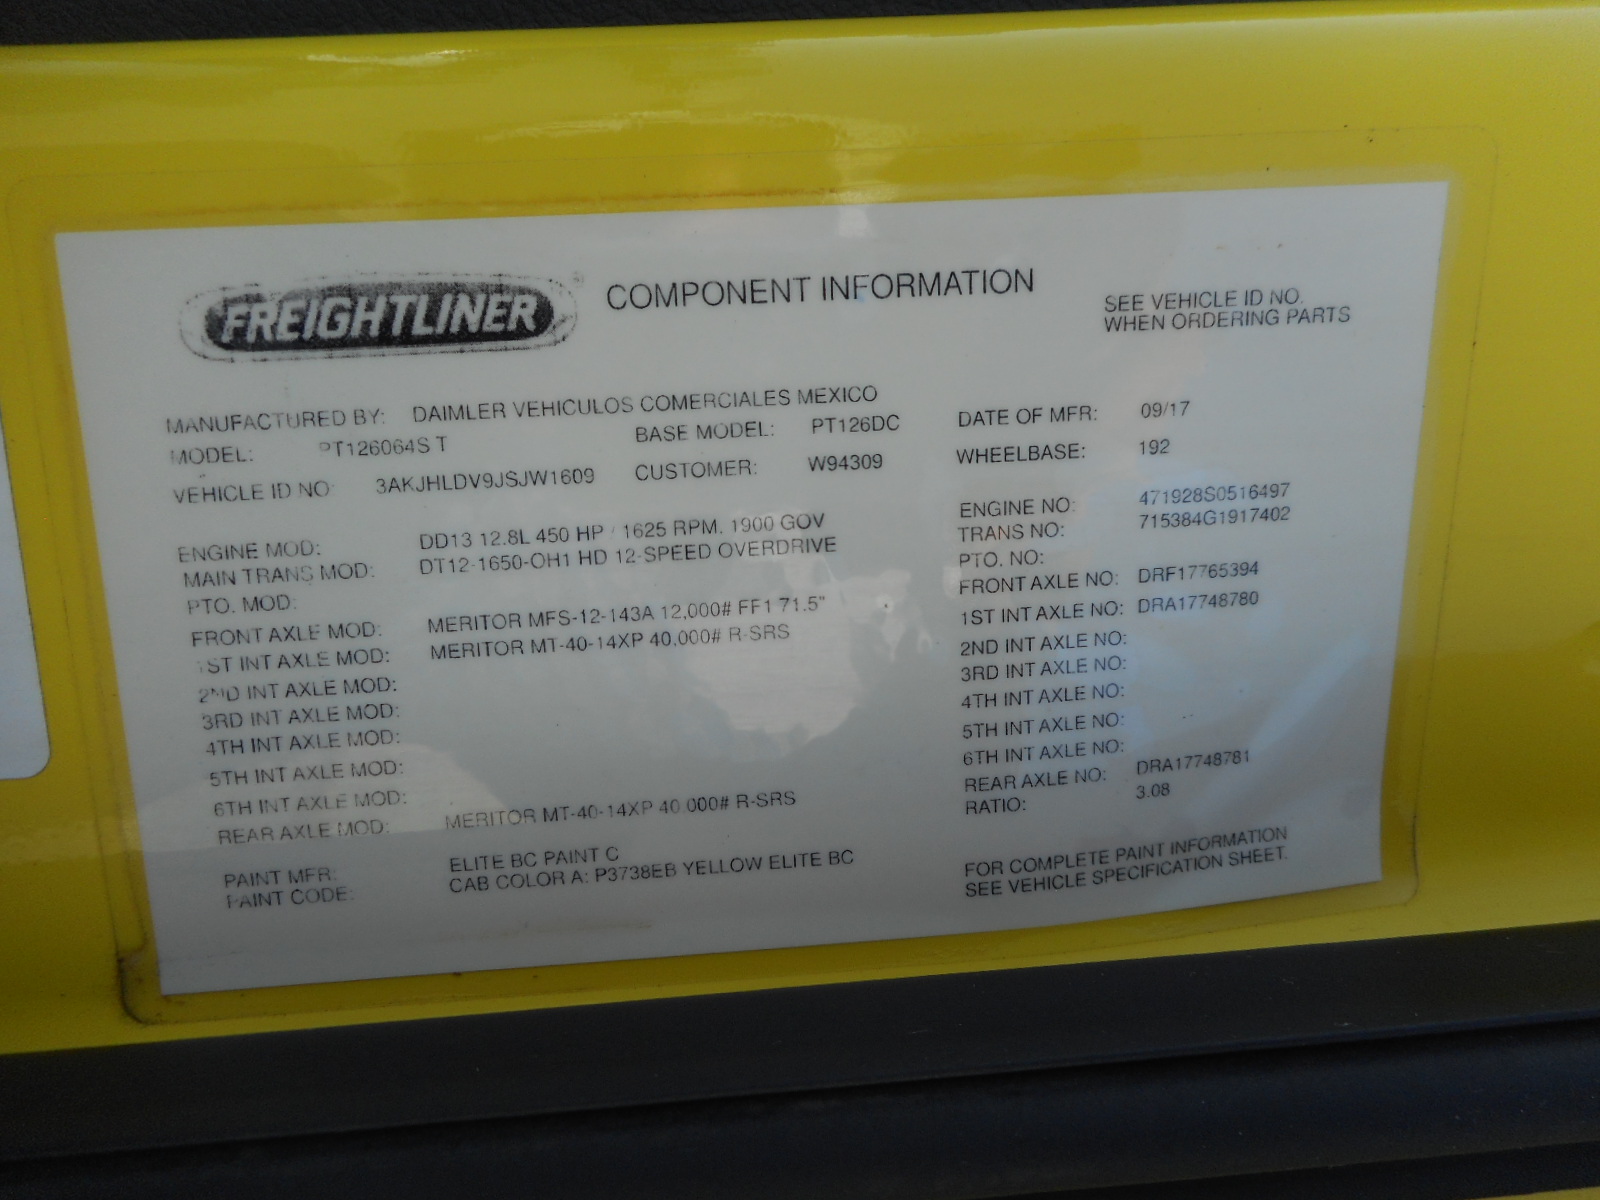 FREIGHTLINER COMPONENT INFORMATION
SEE VEHICLE ID NO.
WHEN ORDERING PARTS
MANUFACTURED BY: DAIMLER VEHICULOS COMERCIALES MEXICO DATE OF MFR: 09/17
MODEL: PT126064S T BASE MODEL: PT126DC WHEELBASE: 192
VEHICLE ID NO: 3AKJHLDV9JSJW1609 CUSTOMER: W94309
ENGINE MOD: DD13 12.8L 450 HP / 1625 RPM. 1900 GOV ENGINE NO: 471928S0516497
MAIN TRANS MOD: DT12-1650-OH1 HD 12-SPEED OVERDRIVE TRANS NO: 715384G1917402
PTO. MOD: PTO. NO:
FRONT AXLE MOD: MERITOR MFS-12-143A 12,000# FF1 71.5" FRONT AXLE NO: DRF17765394
1ST INT AXLE MOD: MERITOR MT-40-14XP 40,000# R-SRS 1ST INT AXLE NO: DRA17748780
2ND INT AXLE MOD: 2ND INT AXLE NO:
3RD INT AXLE MOD: 3RD INT AXLE NO:
4TH INT AXLE MOD: 4TH INT AXLE NO:
5TH INT AXLE MOD: 5TH INT AXLE NO:
6TH INT AXLE MOD: 6TH INT AXLE NO:
REAR AXLE MOD: MERITOR MT-40-14XP 40,000# R-SRS REAR AXLE NO: DRA17748781
RATIO: 3.08
PAINT MFR: ELITE BC PAINT C FOR COMPLETE PAINT INFORMATION
PAINT CODE: CAB COLOR A: P3738EB YELLOW ELITE BC SEE VEHICLE SPECIFICATION SHEET.